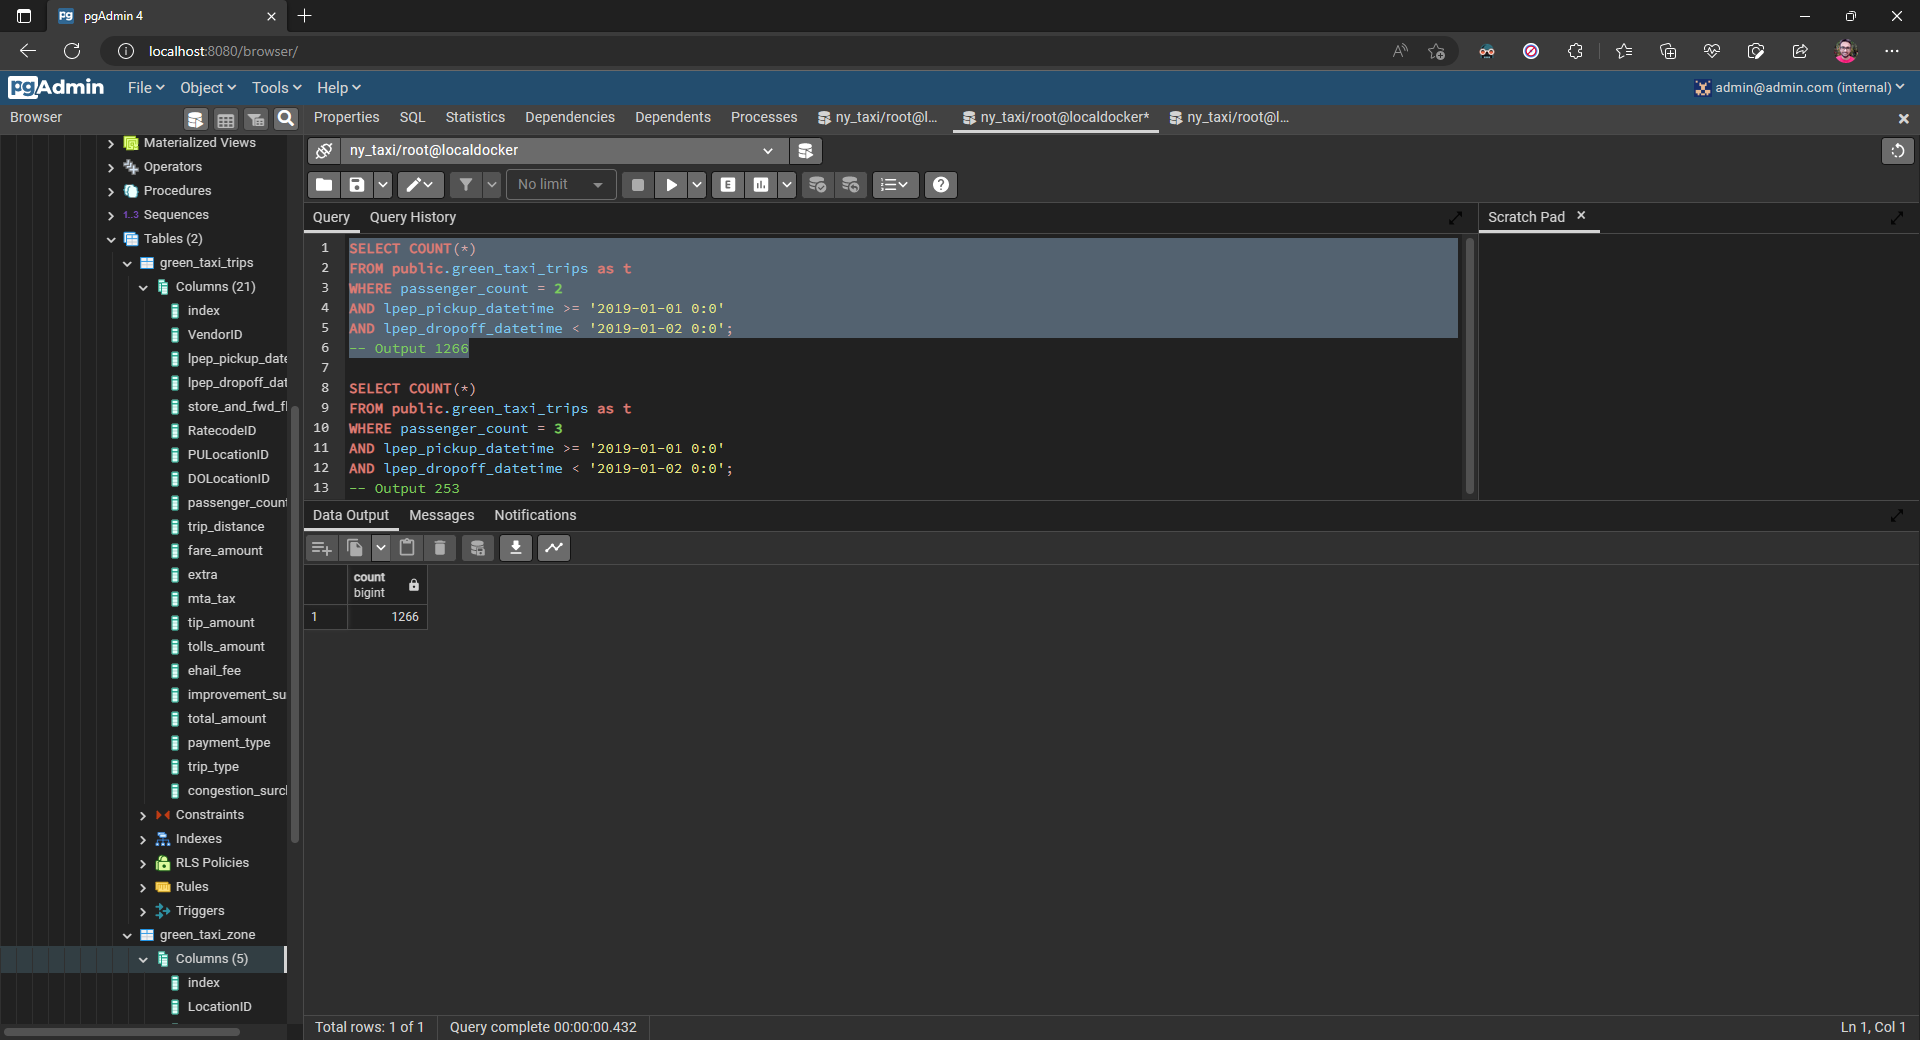 pgAdmin 4
localhost:8080/browser/
pgAdmin File Object Tools Help admin@admin.com (internal)
Browser Properties SQL Statistics Dependencies Dependents Processes ny_taxi/root@l... ny_taxi/root@localdocker* ny_taxi/root@l...
Materialized Views
Operators
Procedures
1..3 Sequences
Tables (2)
green_taxi_trips
Columns (21)
index
VendorID
lpep_pickup_date
lpep_dropoff_dat
store_and_fwd_fl
RatecodeID
PULocationID
DOLocationID
passenger_count
trip_distance
fare_amount
extra
mta_tax
tip_amount
tolls_amount
ehail_fee
improvement_su
total_amount
payment_type
trip_type
congestion_surcl
Constraints
Indexes
RLS Policies
Rules
Triggers
green_taxi_zone
Columns (5)
index
LocationID
ny_taxi/root@localdocker
No limit
E
Query Query History
Scratch Pad
1 SELECT COUNT(*)
2 FROM public.green_taxi_trips as t
3 WHERE passenger_count = 2
4 AND lpep_pickup_datetime >= '2019-01-01 0:0'
5 AND lpep_dropoff_datetime < '2019-01-02 0:0';
6 -- Output 1266
7
8 SELECT COUNT(*)
9 FROM public.green_taxi_trips as t
10 WHERE passenger_count = 3
11 AND lpep_pickup_datetime >= '2019-01-01 0:0'
12 AND lpep_dropoff_datetime < '2019-01-02 0:0';
13 -- Output 253
Data Output Messages Notifications
count
bigint
1 1266
Total rows: 1 of 1 Query complete 00:00:00.432 Ln 1, Col 1